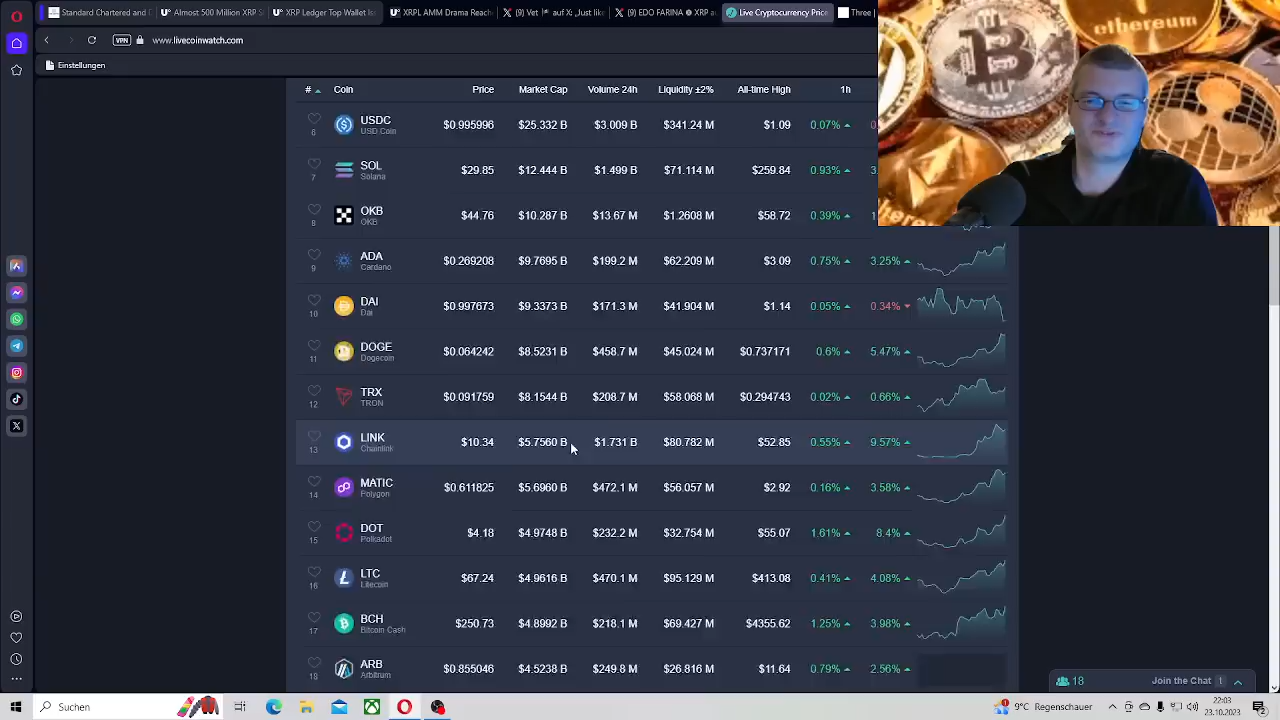 Standard Chartered and D
Almost 500 Million XRP S
XRP Ledger Top Wallet Iss
XRPL AMM Drama Reach
(9) Vet auf X: „Just like
(9) EDO FARINA XRP a
Live Cryptocurrency Price
Three
VPN www.livecoinwatch.com
Einstellungen
# Coin Price Market Cap Volume 24h Liquidity ±2% All-time High 1h
USDC $0.995996 $25.332 B $3.009 B $341.24 M $1.09 0.07%
6 USD Coin
SOL $29.85 $12.444 B $1.499 B $71.114 M $259.84 0.93%
7 Solana
OKB $44.76 $10.287 B $13.67 M $1.2608 M $58.72 0.39%
8 OKB
ADA $0.269208 $9.7695 B $199.2 M $62.209 M $3.09 0.75% 3.25%
9 Cardano
DAI $0.997673 $9.3373 B $171.3 M $41.904 M $1.14 0.05% 0.34%
10 Dai
DOGE $0.064242 $8.5231 B $458.7 M $45.024 M $0.737171 0.6% 5.47%
11 Dogecoin
TRX $0.091759 $8.1544 B $208.7 M $58.068 M $0.294743 0.02% 0.66%
12 TRON
LINK $10.34 $5.7560 B $1.731 B $80.782 M $52.85 0.55% 9.57%
13 Chainlink
MATIC $0.611825 $5.6960 B $472.1 M $56.057 M $2.92 0.16% 3.58%
14 Polygon
DOT $4.18 $4.9748 B $232.2 M $32.754 M $55.07 1.61% 8.4%
15 Polkadot
LTC $67.24 $4.9616 B $470.1 M $95.129 M $413.08 0.41% 4.08%
16 Litecoin
BCH $250.73 $4.8992 B $218.1 M $69.427 M $4355.62 1.25% 3.98%
17 Bitcoin Cash
ARB $0.855046 $4.5238 B $249.8 M $26.816 M $11.64 0.79% 2.56%
18 Arbitrum
ethereum
18 Join the Chat
Suchen
9°C Regenschauer
22:03
23.10.2023
2